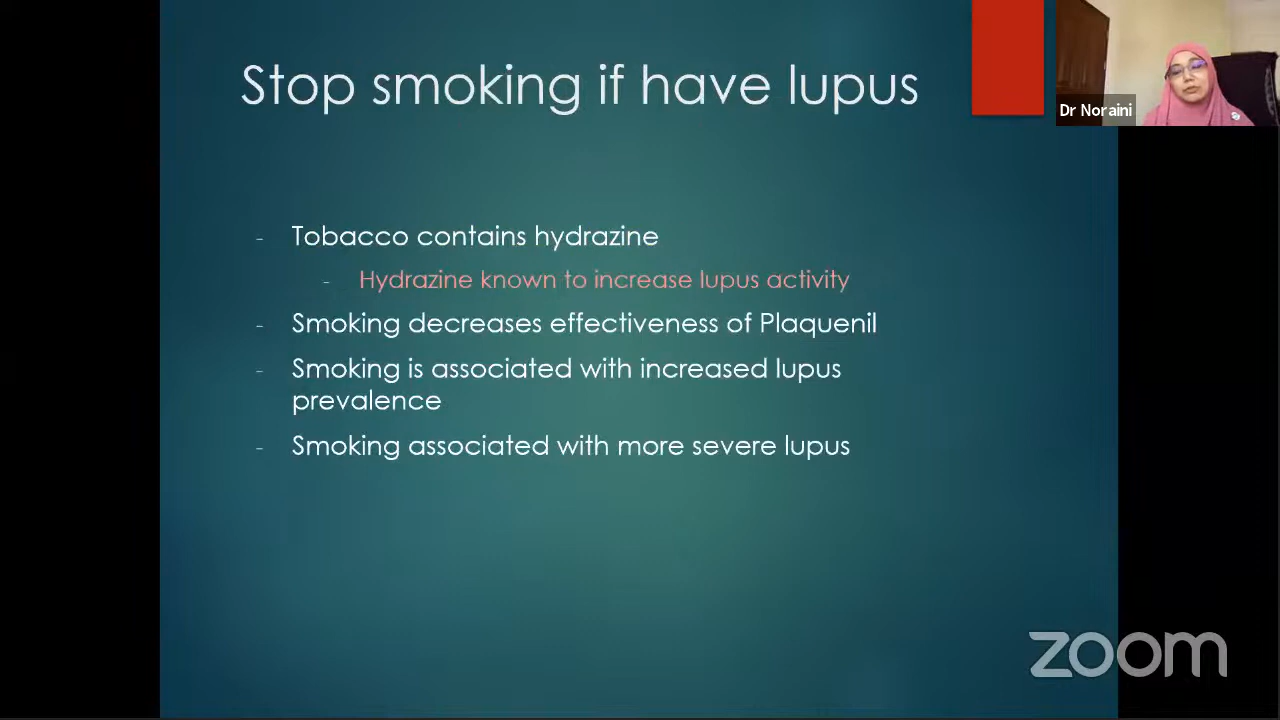 Stop smoking if have lupus
Dr Noraini
- Tobacco contains hydrazine
- Hydrazine known to increase lupus activity
- Smoking decreases effectiveness of Plaquenil
- Smoking is associated with increased lupus
prevalence
- Smoking associated with more severe lupus
zoom